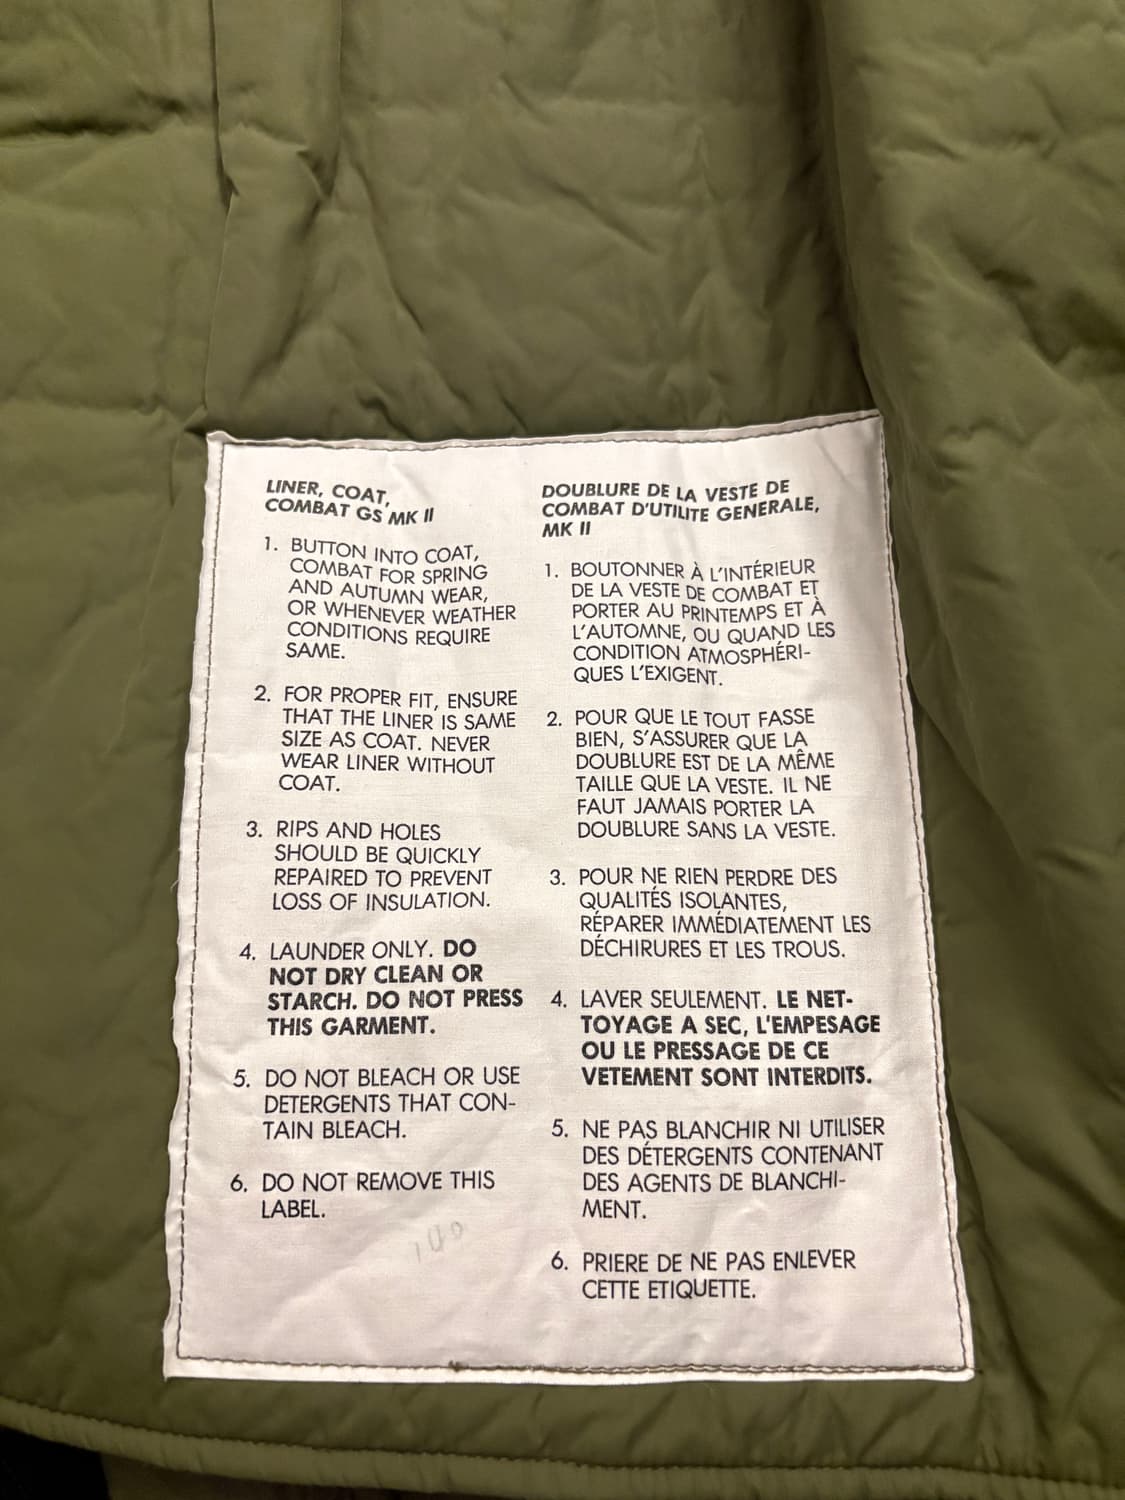 LINER, COAT,
COMBAT GS MK II
1. BUTTON INTO COAT,
COMBAT FOR SPRING
AND AUTUMN WEAR,
OR WHENEVER WEATHER
CONDITIONS REQUIRE
SAME.
2. FOR PROPER FIT, ENSURE
THAT THE LINER IS SAME
SIZE AS COAT. NEVER
WEAR LINER WITHOUT
COAT.
3. RIPS AND HOLES
SHOULD BE QUICKLY
REPAIRED TO PREVENT
LOSS OF INSULATION.
4. LAUNDER ONLY. DO
NOT DRY CLEAN OR
STARCH. DO NOT PRESS
THIS GARMENT.
5. DO NOT BLEACH OR USE
DETERGENTS THAT CON-
TAIN BLEACH.
6. DO NOT REMOVE THIS
LABEL.
140
DOUBLURE DE LA VESTE DE
COMBAT D'UTILITE GENERALE,
MK II
1. BOUTONNER À L'INTÉRIEUR
DE LA VESTE DE COMBAT ET
PORTER AU PRINTEMPS ET À
L'AUTOMNE, OU QUAND LES
CONDITION ATMOSPHÉRI-
QUES L'EXIGENT.
2. POUR QUE LE TOUT FASSE
BIEN, S'ASSURER QUE LA
DOUBLURE EST DE LA MÊME
TAILLE QUE LA VESTE. IL NE
FAUT JAMAIS PORTER LA
DOUBLURE SANS LA VESTE.
3. POUR NE RIEN PERDRE DES
QUALITÉS ISOLANTES,
RÉPARER IMMÉDIATEMENT LES
DÉCHIRURES ET LES TROUS.
4. LAVER SEULEMENT. LE NET-
TOYAGE A SEC, L'EMPESAGE
OU LE PRESSAGE DE CE
VETEMENT SONT INTERDITS.
5. NE PAS BLANCHIR NI UTILISER
DES DÉTERGENTS CONTENANT
DES AGENTS DE BLANCHI-
MENT.
6. PRIERE DE NE PAS ENLEVER
CETTE ETIQUETTE.